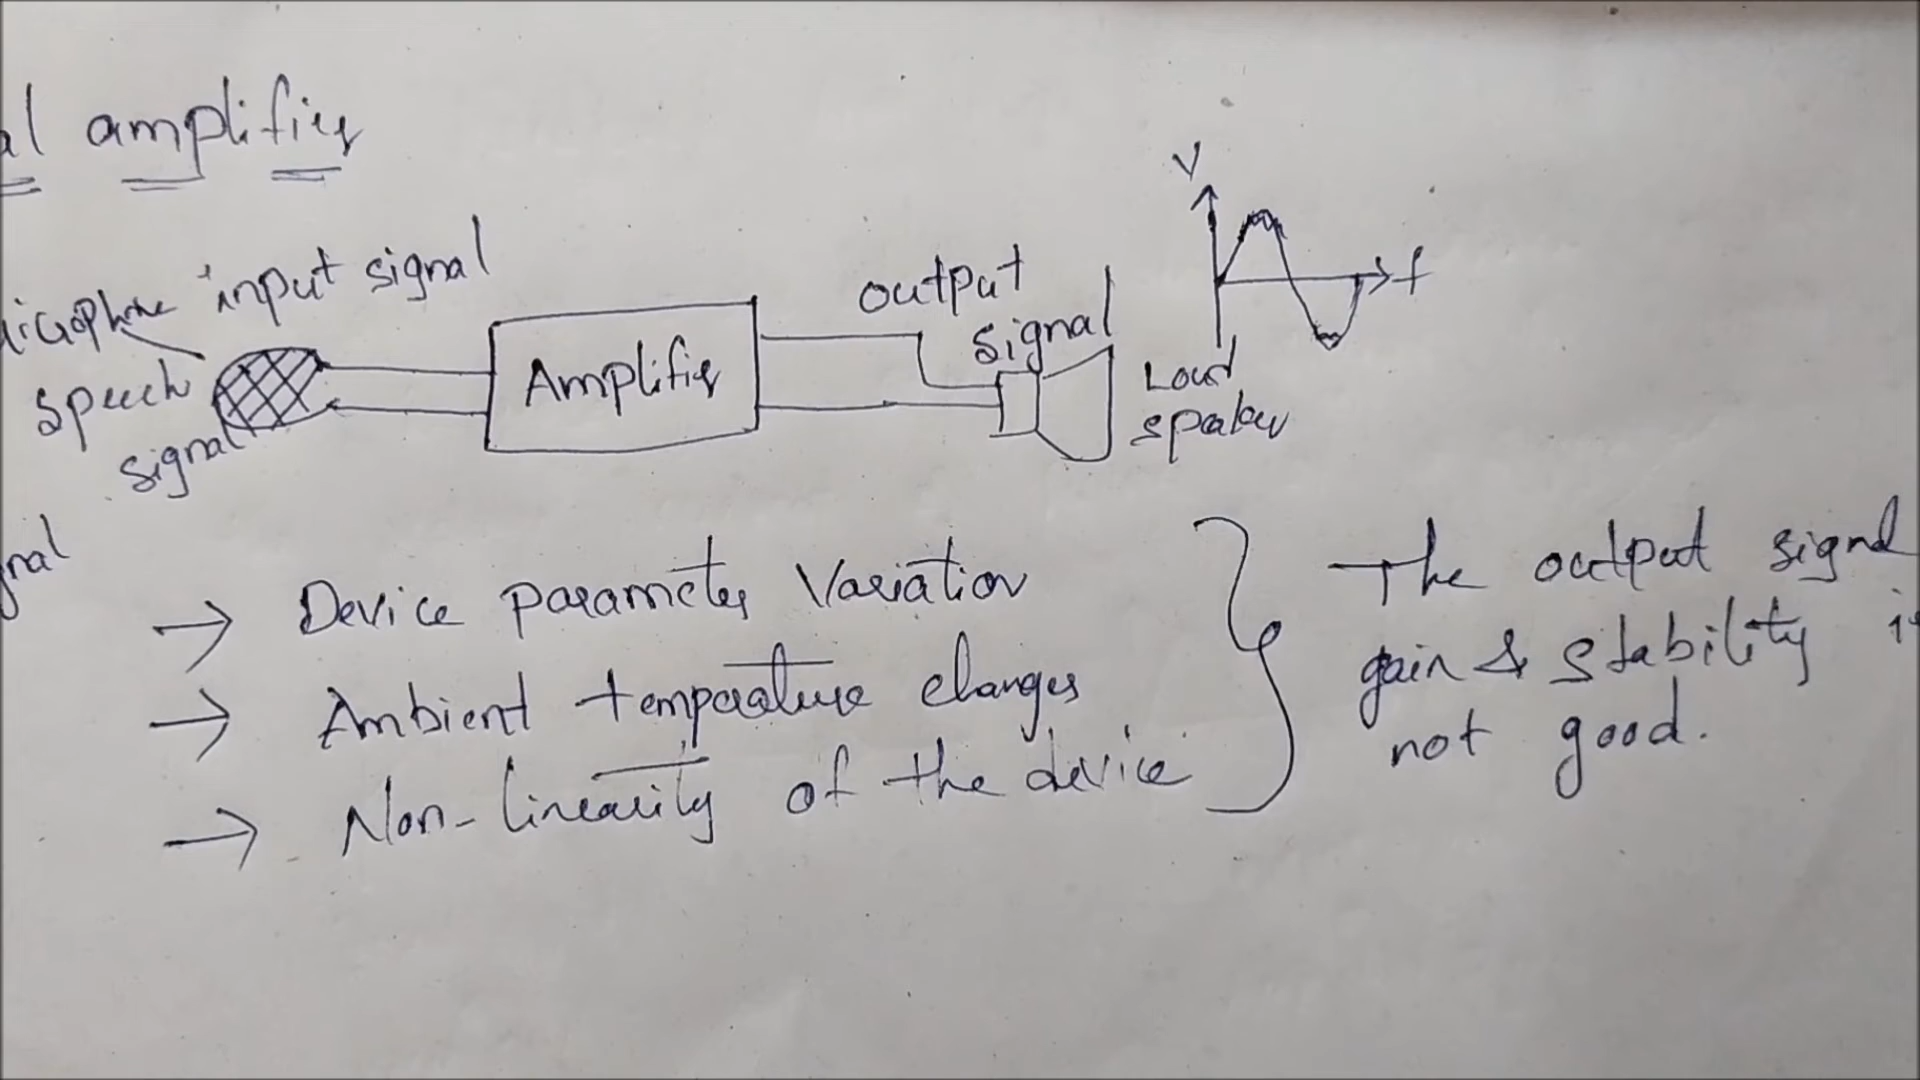 al amplifier
V
microphone input signal
output
signal
f
speech
signal
Amplifier
Loud
speaker
nal
→ Device parameter Variation
→ Ambient temperature changes
→ Non-linearity of the device
The output signal
gain & stability is
not good.